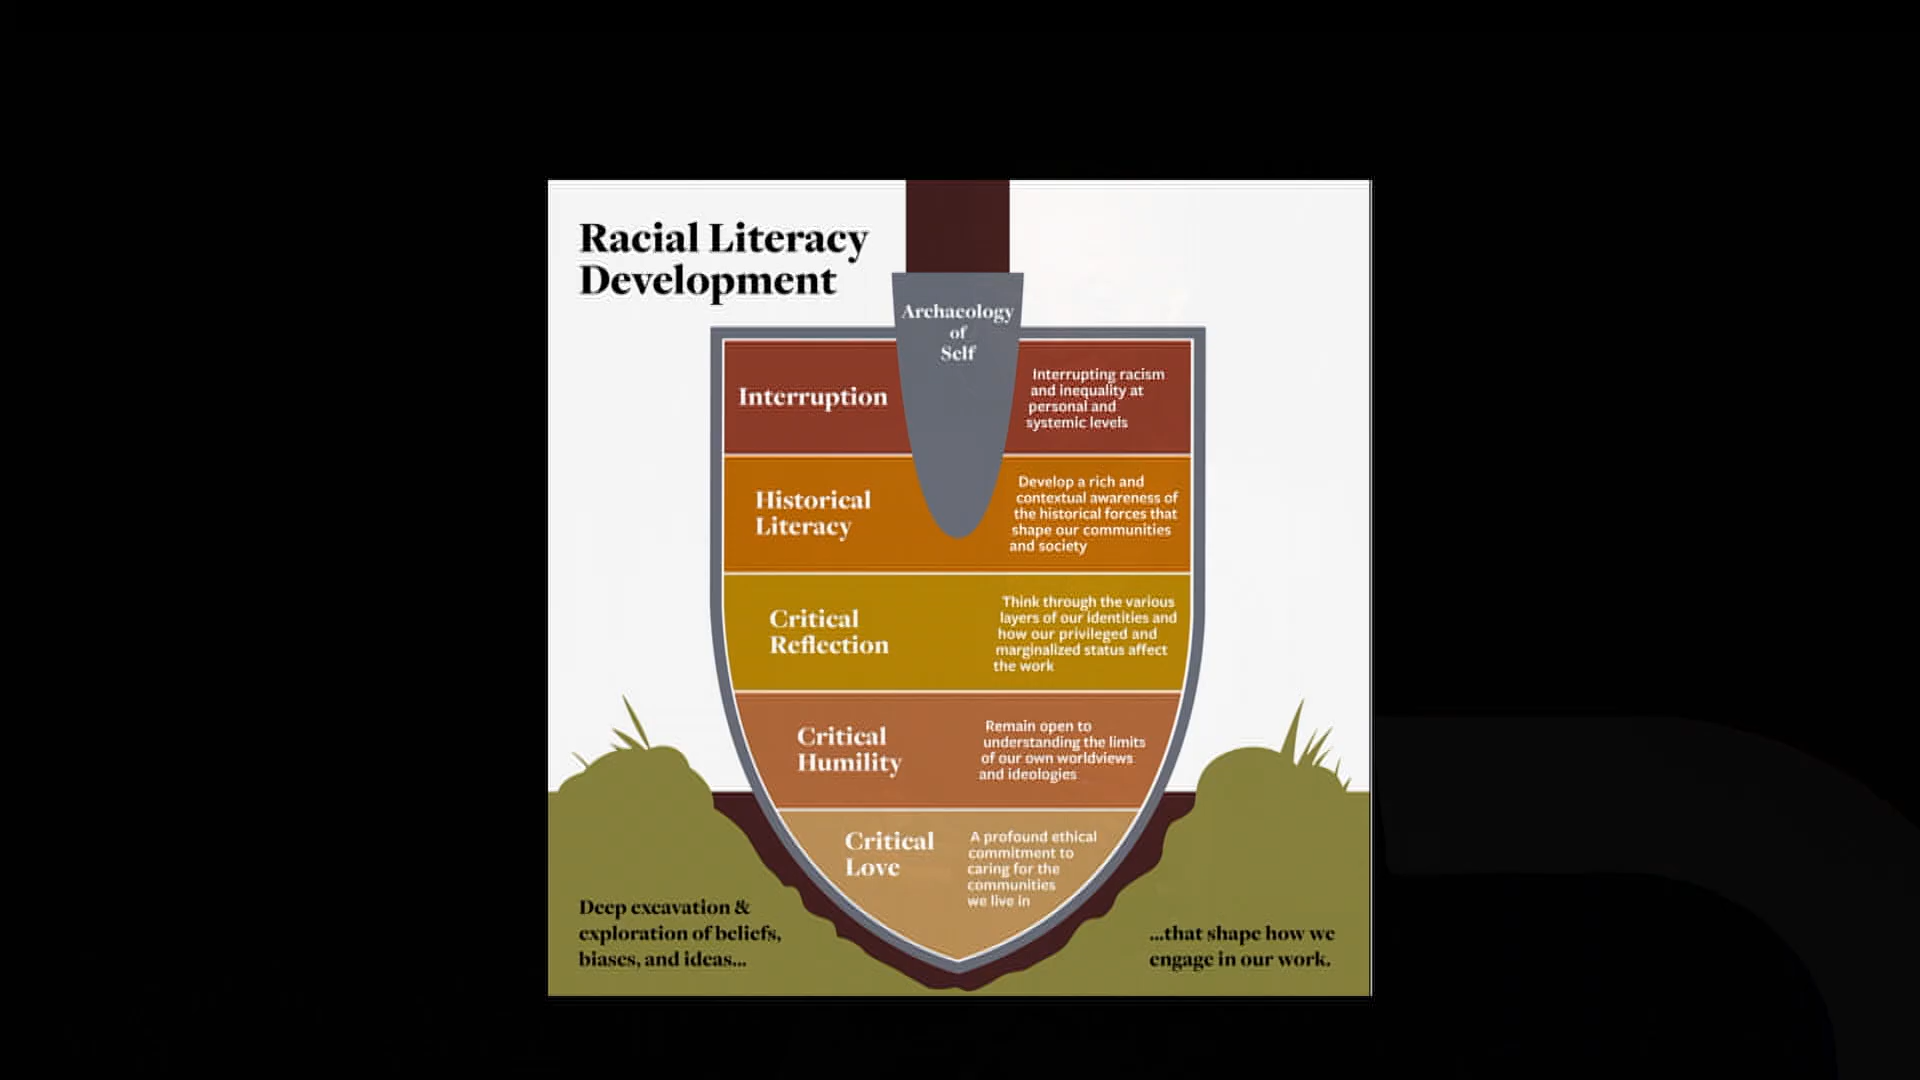 Racial Literacy
Development
Archaeology
of
Self
Interruption
Interrupting racism
and inequality at
personal and
systemic levels
Historical
Literacy
Develop a rich and
contextual awareness of
the historical forces that
shape our communities
and society
Critical
Reflection
Think through the various
layers of our identities and
how our privileged and
marginalized status affect
the work
Critical
Humility
Remain open to
understanding the limits
of our own worldviews
and ideologies
Critical
Love
A profound ethical
commitment to
caring for the
communities
we live in
Deep excavation &
exploration of beliefs,
biases, and ideas...
...that shape how we
engage in our work.